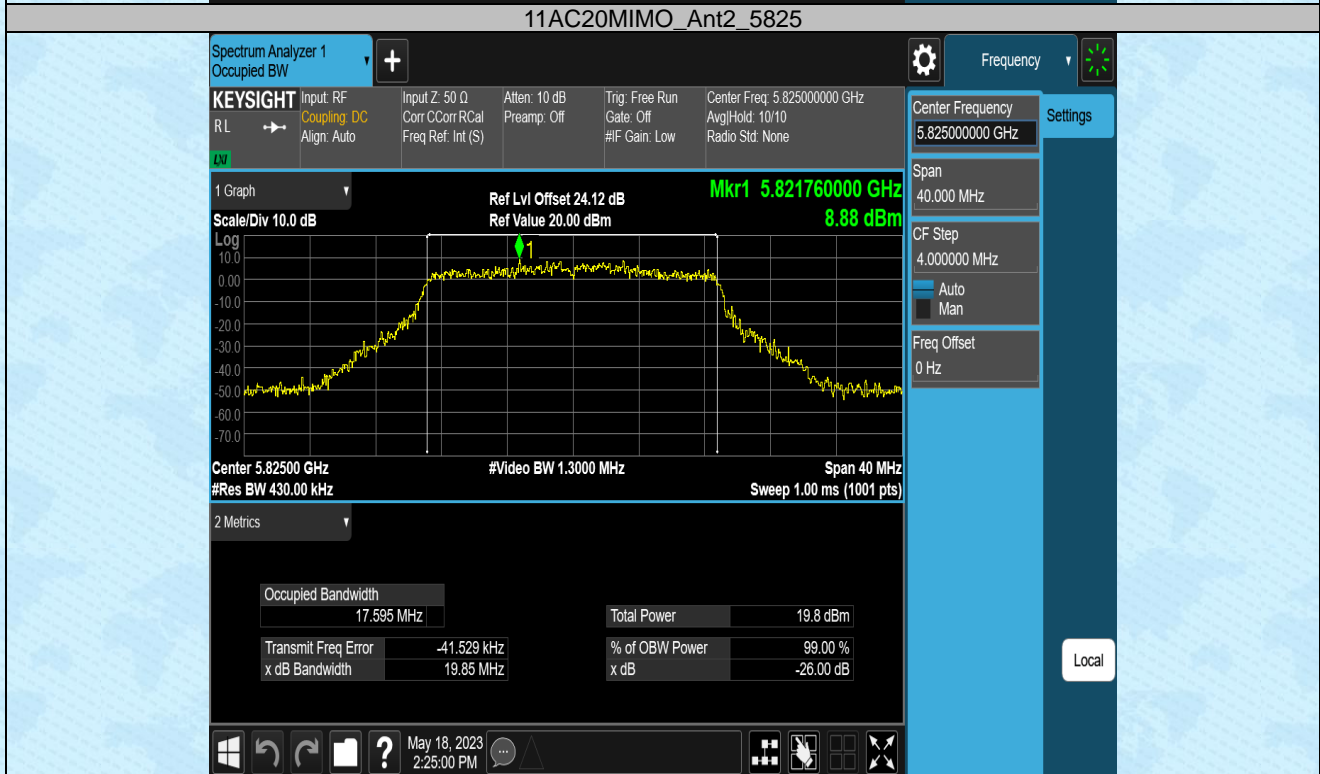 11AC20MIMO_Ant2_5825
Spectrum Analyzer 1
Occupied BW
+
Frequency
KEYSIGHT
R L
LXI
Input: RF
Coupling: DC
Align: Auto
Input Z: 50 Ω
Corr CCorr RCal
Freq Ref: Int (S)
Atten: 10 dB
Preamp: Off
Trig: Free Run
Gate: Off
#IF Gain: Low
Center Freq: 5.825000000 GHz
Avg|Hold: 10/10
Radio Std: None
Center Frequency
5.825000000 GHz
Settings
Span
40.000 MHz
CF Step
4.000000 MHz
Auto
Man
Freq Offset
0 Hz
Local
1 Graph
Scale/Div 10.0 dB
Ref Lvl Offset 24.12 dB
Ref Value 20.00 dBm
Mkr1 5.821760000 GHz
8.88 dBm
Log
1
10.0
0.00
-10.0
-20.0
-30.0
-40.0
-50.0
-60.0
-70.0
Center 5.82500 GHz
#Video BW 1.3000 MHz
Span 40 MHz
#Res BW 430.00 kHz
Sweep 1.00 ms (1001 pts)
2 Metrics
Occupied Bandwidth
17.595 MHz
Total Power 19.8 dBm
Transmit Freq Error -41.529 kHz
% of OBW Power 99.00 %
x dB Bandwidth 19.85 MHz
x dB -26.00 dB
?
May 18, 2023
2:25:00 PM